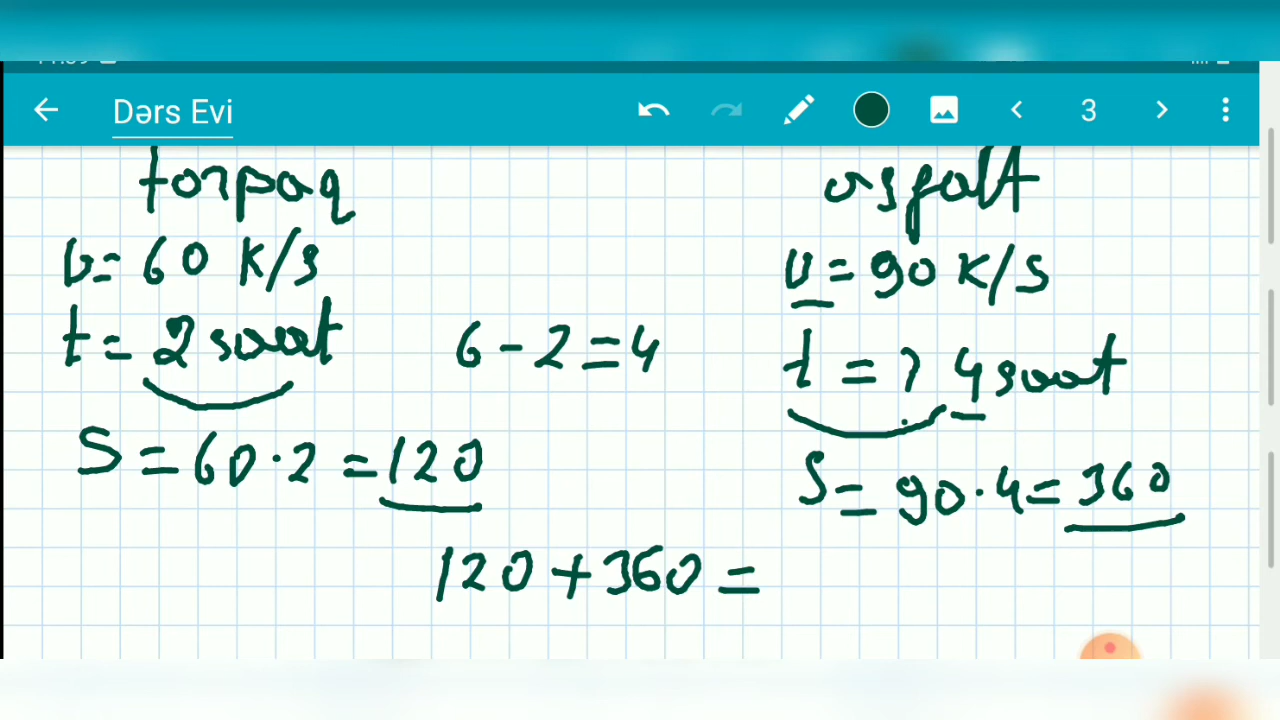 Dərs Evi 3
torpaq
v = 60 k/s
t = 2 saat
S = 60 · 2 = 120
6 - 2 = 4
asfalt
v = 90 k/s
t = ? 4 saat
S = 90 · 4 = 360
120 + 360 =